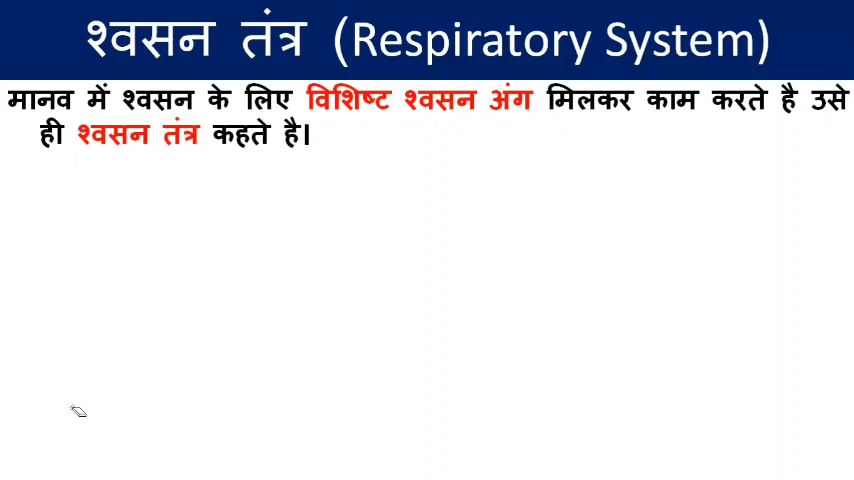 श्वसन तंत्र (Respiratory System)
मानव में श्वसन के लिए विशिष्ट श्वसन अंग मिलकर काम करते है उसे
ही श्वसन तंत्र कहते है।